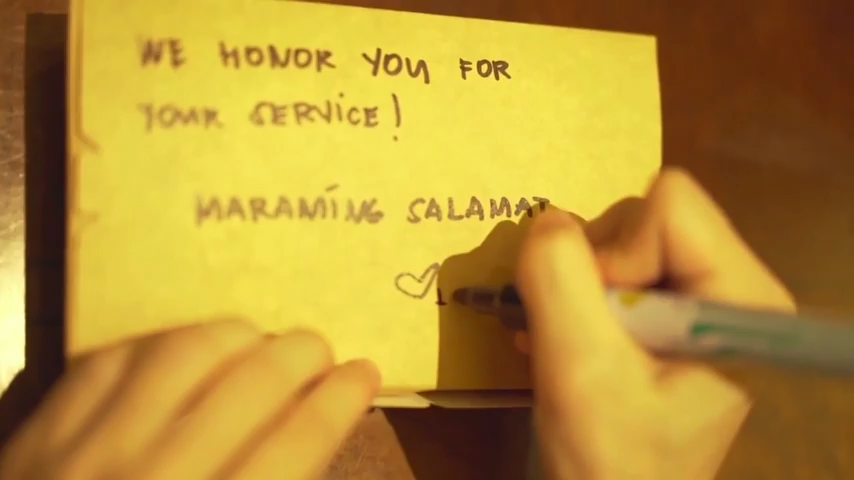 WE HONOR YOU FOR
YOUR SERVICE!
MARAMING SALAMAT